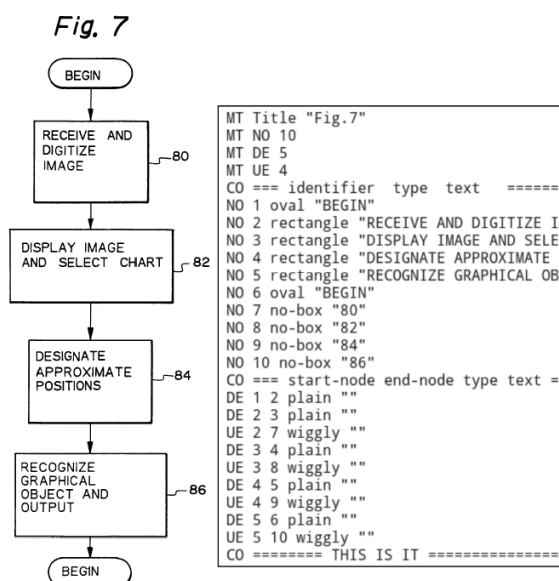 Fig. 7
BEGIN
RECEIVE AND
DIGITIZE
IMAGE
80
DISPLAY IMAGE
AND SELECT CHART
82
DESIGNATE
APPROXIMATE
POSITIONS
84
RECOGNIZE
GRAPHICAL
OBJECT AND
OUTPUT
86
BEGIN
MT Title "Fig.7"
MT NO 10
MT DE 5
MT UE 4
CO === identifier type text ======
NO 1 oval "BEGIN"
NO 2 rectangle "RECEIVE AND DIGITIZE I
NO 3 rectangle "DISPLAY IMAGE AND SELE
NO 4 rectangle "DESIGNATE APPROXIMATE
NO 5 rectangle "RECOGNIZE GRAPHICAL OB
NO 6 oval "BEGIN"
NO 7 no-box "80"
NO 8 no-box "82"
NO 9 no-box "84"
NO 10 no-box "86"
CO === start-node end-node type text =
DE 1 2 plain ""
DE 2 3 plain ""
UE 2 7 wiggly ""
DE 3 4 plain ""
UE 3 8 wiggly ""
DE 4 5 plain ""
UE 4 9 wiggly ""
DE 5 6 plain ""
UE 5 10 wiggly ""
CO ======== THIS IS IT ================